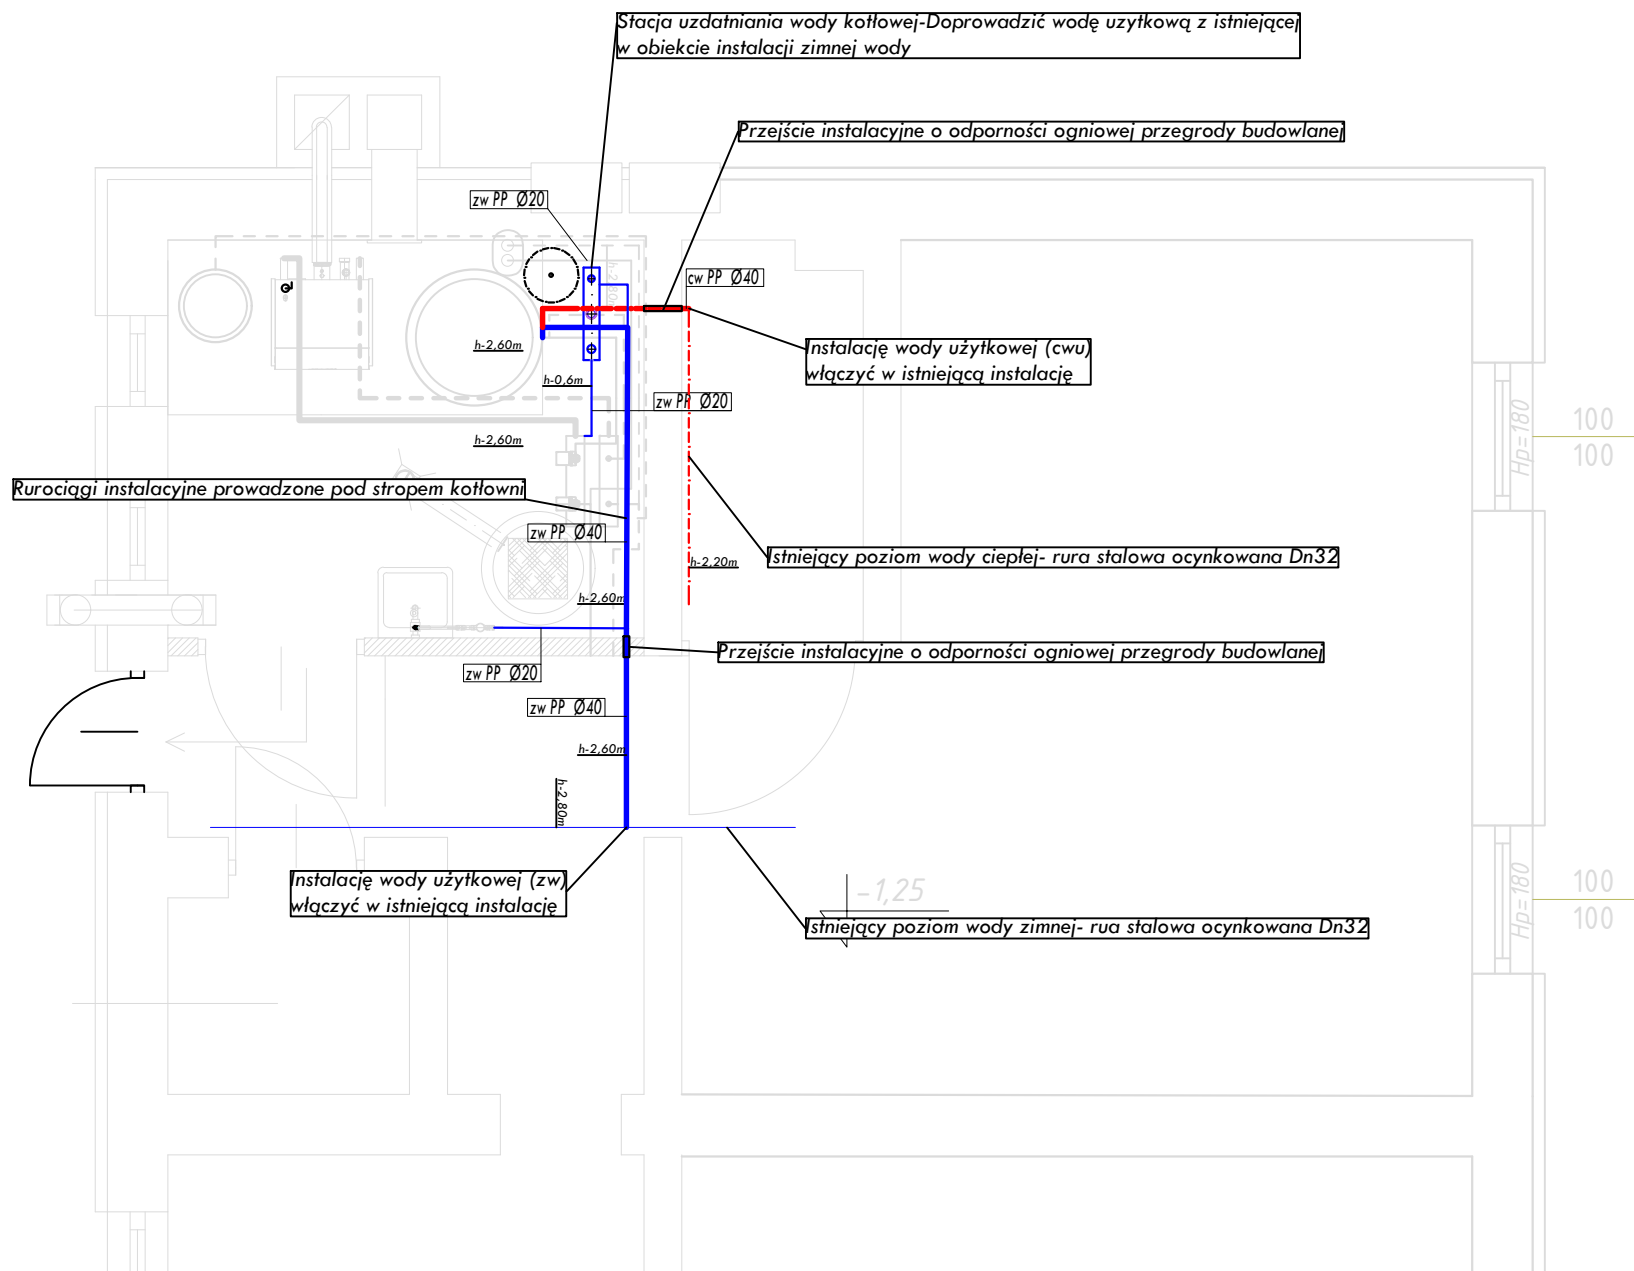 Stacja uzdatniania wody kotłowej-Doprowadzić wodę uzytkową z istniejącej
w obiekcie instalacji zimnej wody
Przejście instalacyjne o odporności ogniowej przegrody budowlanej
zw PP Ø20
h-2,80m
cw PP Ø40
h-2,60m
Instalację wody użytkowej (cwu)
włączyć w istniejącą instalację
h-0,6m
zw PP Ø20
Hp=180
100
100
h-2,60m
Rurociągi instalacyjne prowadzone pod stropem kotłowni
zw PP Ø40
Istniejący poziom wody ciepłej- rura stalowa ocynkowana Dn32
h-2,20m
h-2,60m
Przejście instalacyjne o odporności ogniowej przegrody budowlanej
zw PP Ø20
zw PP Ø40
h-2,60m
h-2,80m
Instalację wody użytkowej (zw)
włączyć w istniejącą instalację
-1,25
Hp=180
100
100
Istniejący poziom wody zimnej- rua stalowa ocynkowana Dn32